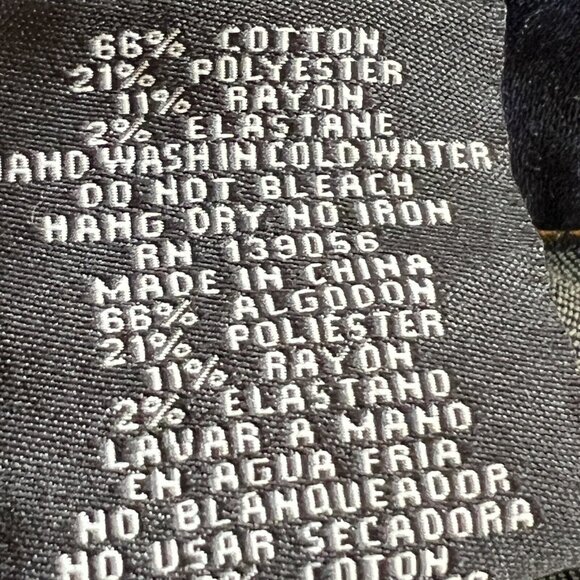 66% COTTON
21% POLYESTER
11% RAYON
2% ELASTANE
HAND WASH IN COLD WATER
DO NOT BLEACH
HANG DRY NO IRON
RN 139056
MADE IN CHINA
66% ALGODON
21% POLIESTER
11% RAYON
2% ELASTANO
LAVAR A MANO
EN AGUA FRIA
NO BLANQUEADOR
NO USAR SECADORA
COTON